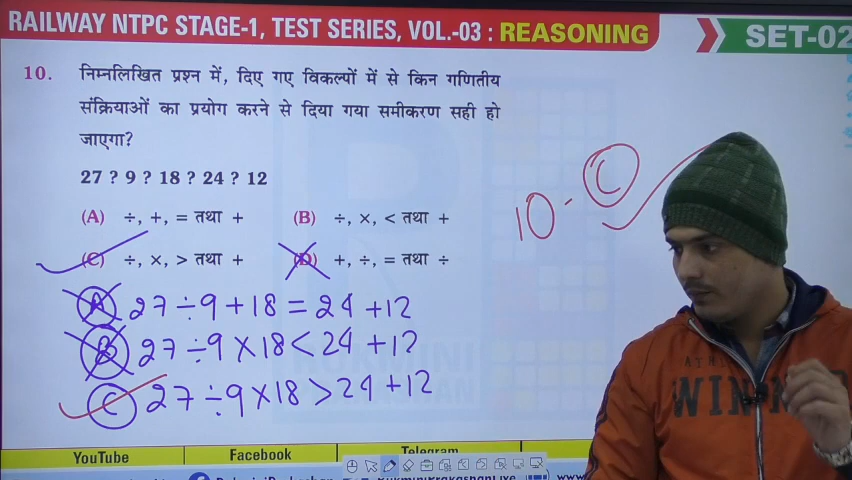 RAILWAY NTPC STAGE-1, TEST SERIES, VOL.-03 : REASONING
SET-02
10. निम्नलिखित प्रश्न में, दिए गए विकल्पों में से किन गणितीय
संक्रियाओं का प्रयोग करने से दिया गया समीकरण सही हो
जाएगा?
27 ? 9 ? 18 ? 24 ? 12
(A) ÷, +, = तथा + (B) ÷, ×, < तथा +
(C) ÷, ×, > तथा + (D) +, ÷, = तथा ÷
10 - C
A 27 ÷ 9 + 18 = 24 + 12
B 27 ÷ 9 × 18 < 24 + 12
C 27 ÷ 9 × 18 > 24 + 12
YouTube Facebook Telegram
www.